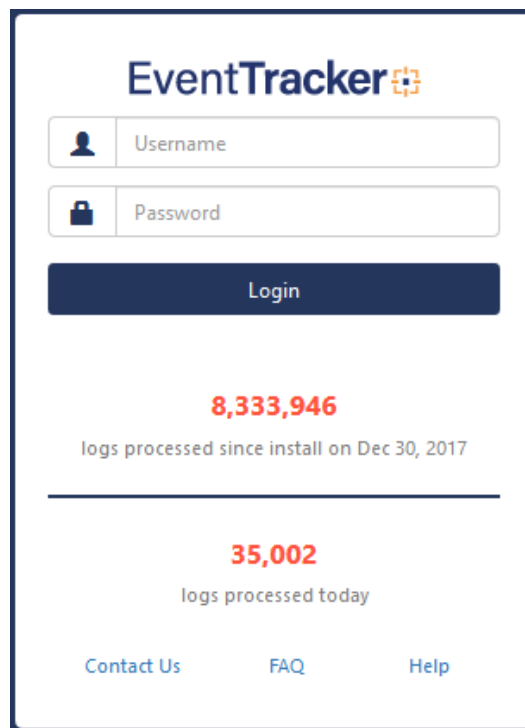 EventTracker
Username
Password
Login
8,333,946
logs processed since install on Dec 30, 2017
35,002
logs processed today
Contact Us FAQ Help